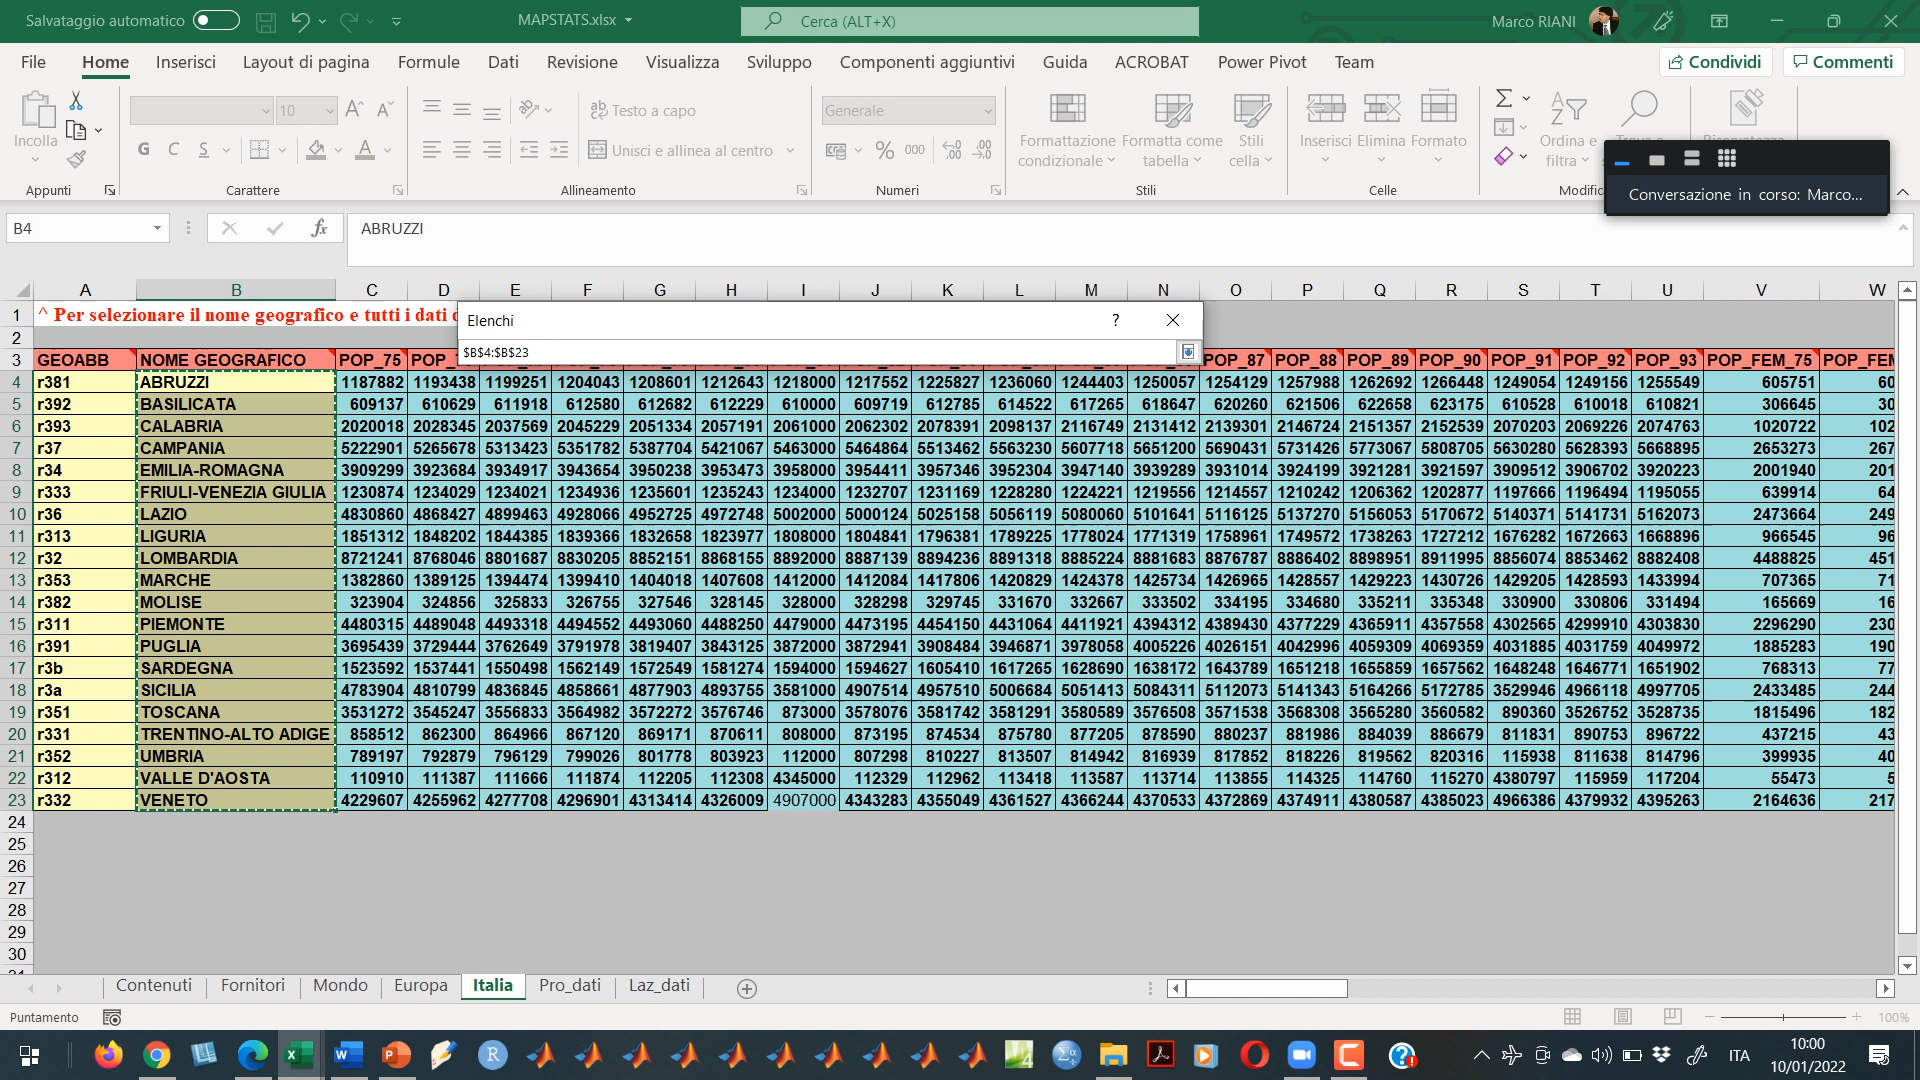 Salvataggio automatico MAPSTATS.xlsx Cerca (ALT+X) Marco RIANI
File Home Inserisci Layout di pagina Formule Dati Revisione Visualizza Sviluppo Componenti aggiuntivi Guida ACROBAT Power Pivot Team Condividi Commenti
Incolla 10 Testo a capo Generale Formattazione condizionale Formatta come tabella Stili cella Inserisci Elimina Formato Ordina e filtra
G C S Unisci e allinea al centro % 000
Appunti Carattere Allineamento Numeri Stili Celle Modific
Conversazione in corso: Marco...
B4 fx ABRUZZI
A B C D E F G H I J K L M N O P Q R S T U V W
1 ^ Per selezionare il nome geografico e tutti i dati
Elenchi ?
$B$4:$B$23
2
3 GEOABB NOME GEOGRAFICO POP_75 POP_ POP_87 POP_88 POP_89 POP_90 POP_91 POP_92 POP_93 POP_FEM_75 POP_FEM
4 r381 ABRUZZI 1187882 1193438 1199251 1204043 1208601 1212643 1218000 1217552 1225827 1236060 1244403 1250057 1254129 1257988 1262692 1266448 1249054 1249156 1255549 605751 60
5 r392 BASILICATA 609137 610629 611918 612580 612682 612229 610000 609719 612785 614522 617265 618647 620260 621506 622658 623175 610528 610018 610821 306645 30
6 r393 CALABRIA 2020018 2028345 2037569 2045229 2051334 2057191 2061000 2062302 2078391 2098137 2116749 2131412 2139301 2146724 2151357 2152539 2070203 2069226 2074763 1020722 102
7 r37 CAMPANIA 5222901 5265678 5313423 5351782 5387704 5421067 5463000 5464864 5513462 5563230 5607718 5651200 5690431 5731426 5773067 5808705 5630280 5628393 5668895 2653273 267
8 r34 EMILIA-ROMAGNA 3909299 3923684 3934917 3943654 3950238 3953473 3958000 3954411 3957346 3952304 3947140 3939289 3931014 3924199 3921281 3921597 3909512 3906702 3920223 2001940 201
9 r333 FRIULI-VENEZIA GIULIA 1230874 1234029 1234021 1234936 1235601 1235243 1234000 1232707 1231169 1228280 1224221 1219556 1214557 1210242 1206362 1202877 1197666 1196494 1195055 639914 64
10 r36 LAZIO 4830860 4868427 4899463 4928066 4952725 4972748 5002000 5000124 5025158 5056119 5080060 5101641 5116125 5137270 5156053 5170672 5140371 5141731 5162073 2473664 249
11 r313 LIGURIA 1851312 1848202 1844385 1839366 1832658 1823977 1808000 1804841 1796381 1789225 1778024 1771319 1758961 1749572 1738263 1727212 1676282 1672663 1668896 966545 96
12 r32 LOMBARDIA 8721241 8768046 8801687 8830205 8852151 8868155 8892000 8887139 8894236 8891318 8885224 8881683 8876787 8886402 8898951 8911995 8856074 8853462 8882408 4488825 451
13 r353 MARCHE 1382860 1389125 1394474 1399410 1404018 1407608 1412000 1412084 1417806 1420829 1424378 1425734 1426965 1428557 1429223 1430726 1429205 1428593 1433994 707365 71
14 r382 MOLISE 323904 324856 325833 326755 327546 328145 328000 328298 329745 331670 332667 333502 334195 334680 335211 335348 330900 330806 331494 165669 16
15 r311 PIEMONTE 4480315 4489048 4493318 4494552 4493060 4488250 4479000 4473195 4454150 4431064 4411921 4394312 4389430 4377229 4365911 4357558 4302565 4299910 4303830 2296290 230
16 r391 PUGLIA 3695439 3729444 3762649 3791978 3819407 3843125 3872000 3872941 3908484 3946871 3978058 4005226 4026151 4042996 4059309 4069359 4031885 4031759 4049972 1885283 190
17 r3b SARDEGNA 1523592 1537441 1550498 1562149 1572549 1581274 1594000 1594627 1605410 1617265 1628690 1638172 1643789 1651218 1655859 1657562 1648248 1646771 1651902 768313 77
18 r3a SICILIA 4783904 4810799 4836845 4858661 4877903 4893755 3581000 4907514 4957510 5006684 5051413 5084311 5112073 5141343 5164266 5172785 3529946 4966118 4997705 2433485 244
19 r351 TOSCANA 3531272 3545247 3556833 3564982 3572272 3576746 873000 3578076 3581742 3581291 3580589 3576508 3571538 3568308 3565280 3560582 890360 3526752 3528735 1815496 182
20 r331 TRENTINO-ALTO ADIGE 858512 862300 864966 867120 869171 870611 808000 873195 874534 875780 877205 878590 880237 881986 884039 886679 811831 890753 896722 437215 43
21 r352 UMBRIA 789197 792879 796129 799026 801778 803923 112000 807298 810227 813507 814942 816939 817852 818226 819562 820316 115938 811638 814796 399935 40
22 r312 VALLE D'AOSTA 110910 111387 111666 111874 112205 112308 4345000 112329 112962 113418 113587 113714 113855 114325 114760 115270 4380797 115959 117204 55473 5
23 r332 VENETO 4229607 4255962 4277708 4296901 4313414 4326009 4907000 4343283 4355049 4361527 4366244 4370533 4372869 4374911 4380587 4385023 4966386 4379932 4395263 2164636 217
24
25
26
27
28
29
30
Contenuti Fornitori Mondo Europa Italia Pro_dati Laz_dati
Puntamento 100%
ITA 10:00
10/01/2022